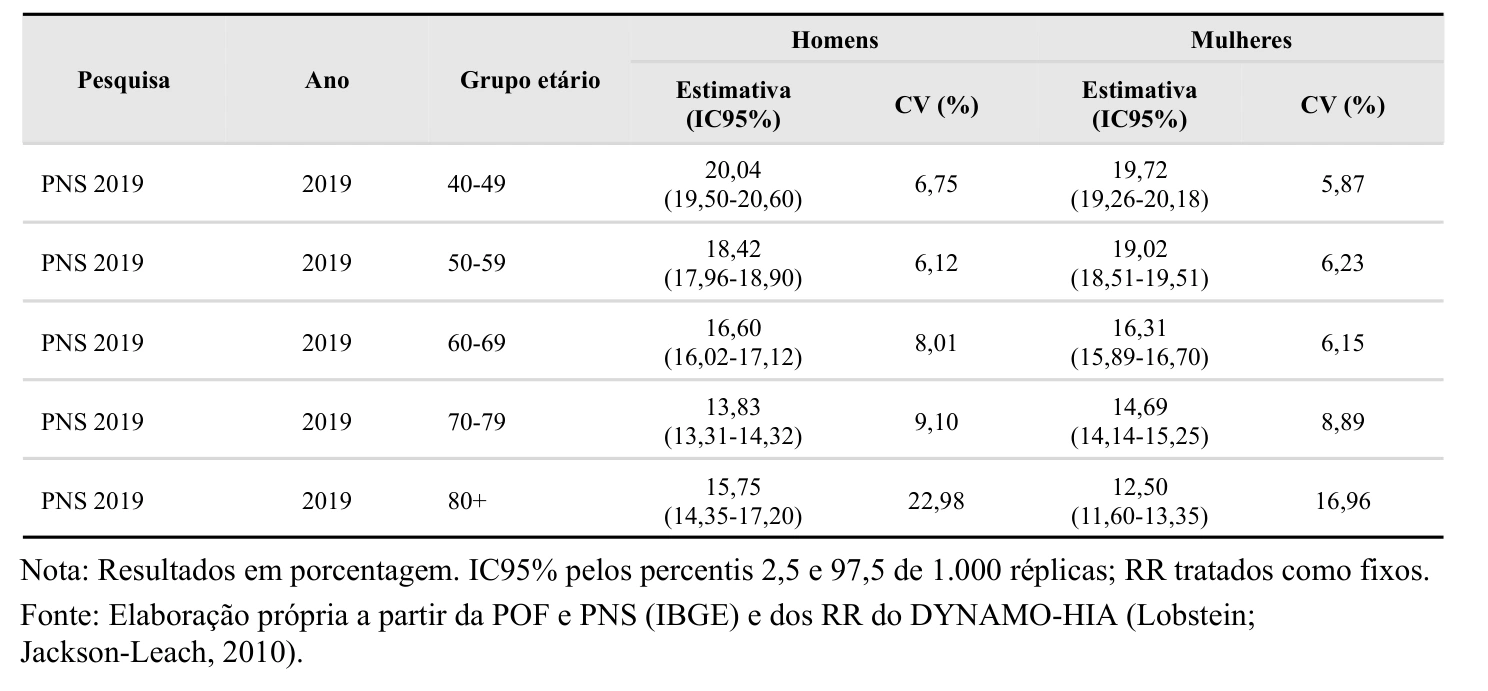 Homens Mulheres
Pesquisa Ano Grupo etário
Estimativa CV (%) Estimativa CV (%)
(IC95%) (IC95%)
PNS 2019 2019 40-49 20,04 6,75 19,72 5,87
(19,50-20,60) (19,26-20,18)
PNS 2019 2019 50-59 18,42 6,12 19,02 6,23
(17,96-18,90) (18,51-19,51)
PNS 2019 2019 60-69 16,60 8,01 16,31 6,15
(16,02-17,12) (15,89-16,70)
PNS 2019 2019 70-79 13,83 9,10 14,69 8,89
(13,31-14,32) (14,14-15,25)
PNS 2019 2019 80+ 15,75 22,98 12,50 16,96
(14,35-17,20) (11,60-13,35)
Nota: Resultados em porcentagem. IC95% pelos percentis 2,5 e 97,5 de 1.000 réplicas; RR tratados como fixos.
Fonte: Elaboração própria a partir da POF e PNS (IBGE) e dos RR do DYNAMO-HIA (Lobstein;
Jackson-Leach, 2010).